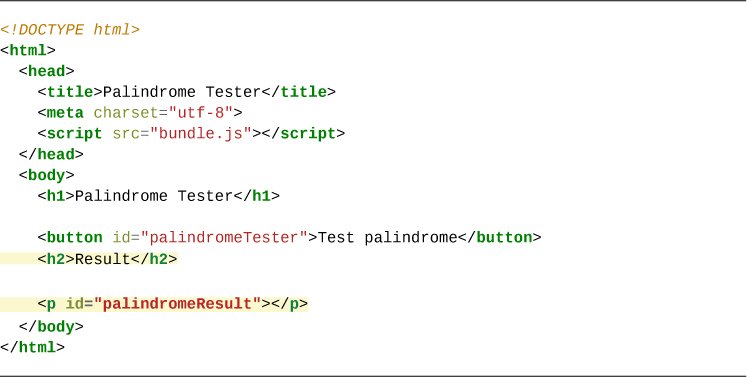 <!DOCTYPE html>
<html>
  <head>
    <title>Palindrome Tester</title>
    <meta charset="utf-8">
    <script src="bundle.js"></script>
  </head>
  <body>
    <h1>Palindrome Tester</h1>

    <button id="palindromeTester">Test palindrome</button>
    <h2>Result</h2>

    <p id="palindromeResult"></p>
  </body>
</html>